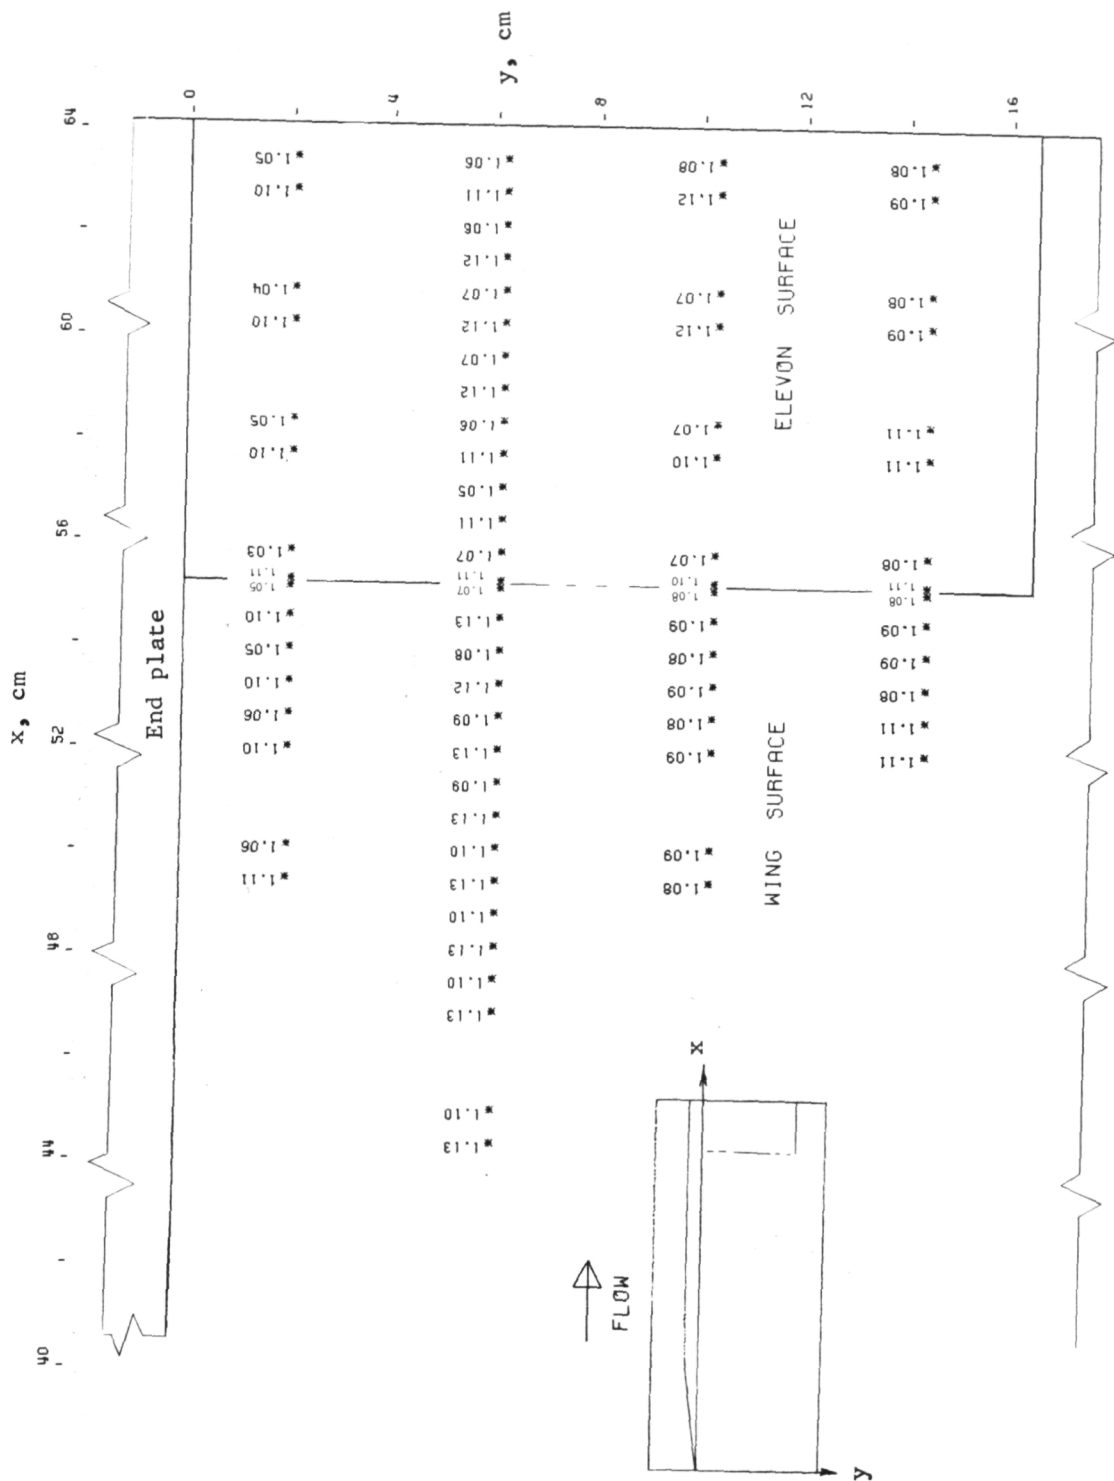 x, cm
40 44 48 52 56 60 64
End plate
0
*1.11 *1.06 *1.10 *1.06 *1.10 *1.05 *1.10 *1.05 *1.11 *1.03 *1.10 *1.05 *1.10 *1.04 *1.10 *1.05
4
*1.13 *1.10 *1.13 *1.10 *1.13 *1.10 *1.13 *1.10 *1.13 *1.09 *1.13 *1.09 *1.12 *1.08 *1.13 *1.07 *1.11 *1.07 *1.11 *1.05 *1.11 *1.06 *1.12 *1.07 *1.12 *1.07 *1.12 *1.06 *1.11 *1.06
y, cm
8
*1.08 *1.09 *1.09 *1.08 *1.09 *1.08 *1.09 *1.08 *1.10 *1.07 *1.10 *1.07 *1.12 *1.07 *1.12 *1.08
WING SURFACE
ELEVON SURFACE
12
*1.11 *1.11 *1.08 *1.09 *1.09 *1.08 *1.11 *1.08 *1.11 *1.11 *1.09 *1.08 *1.09 *1.08
16
FLOW
x
y